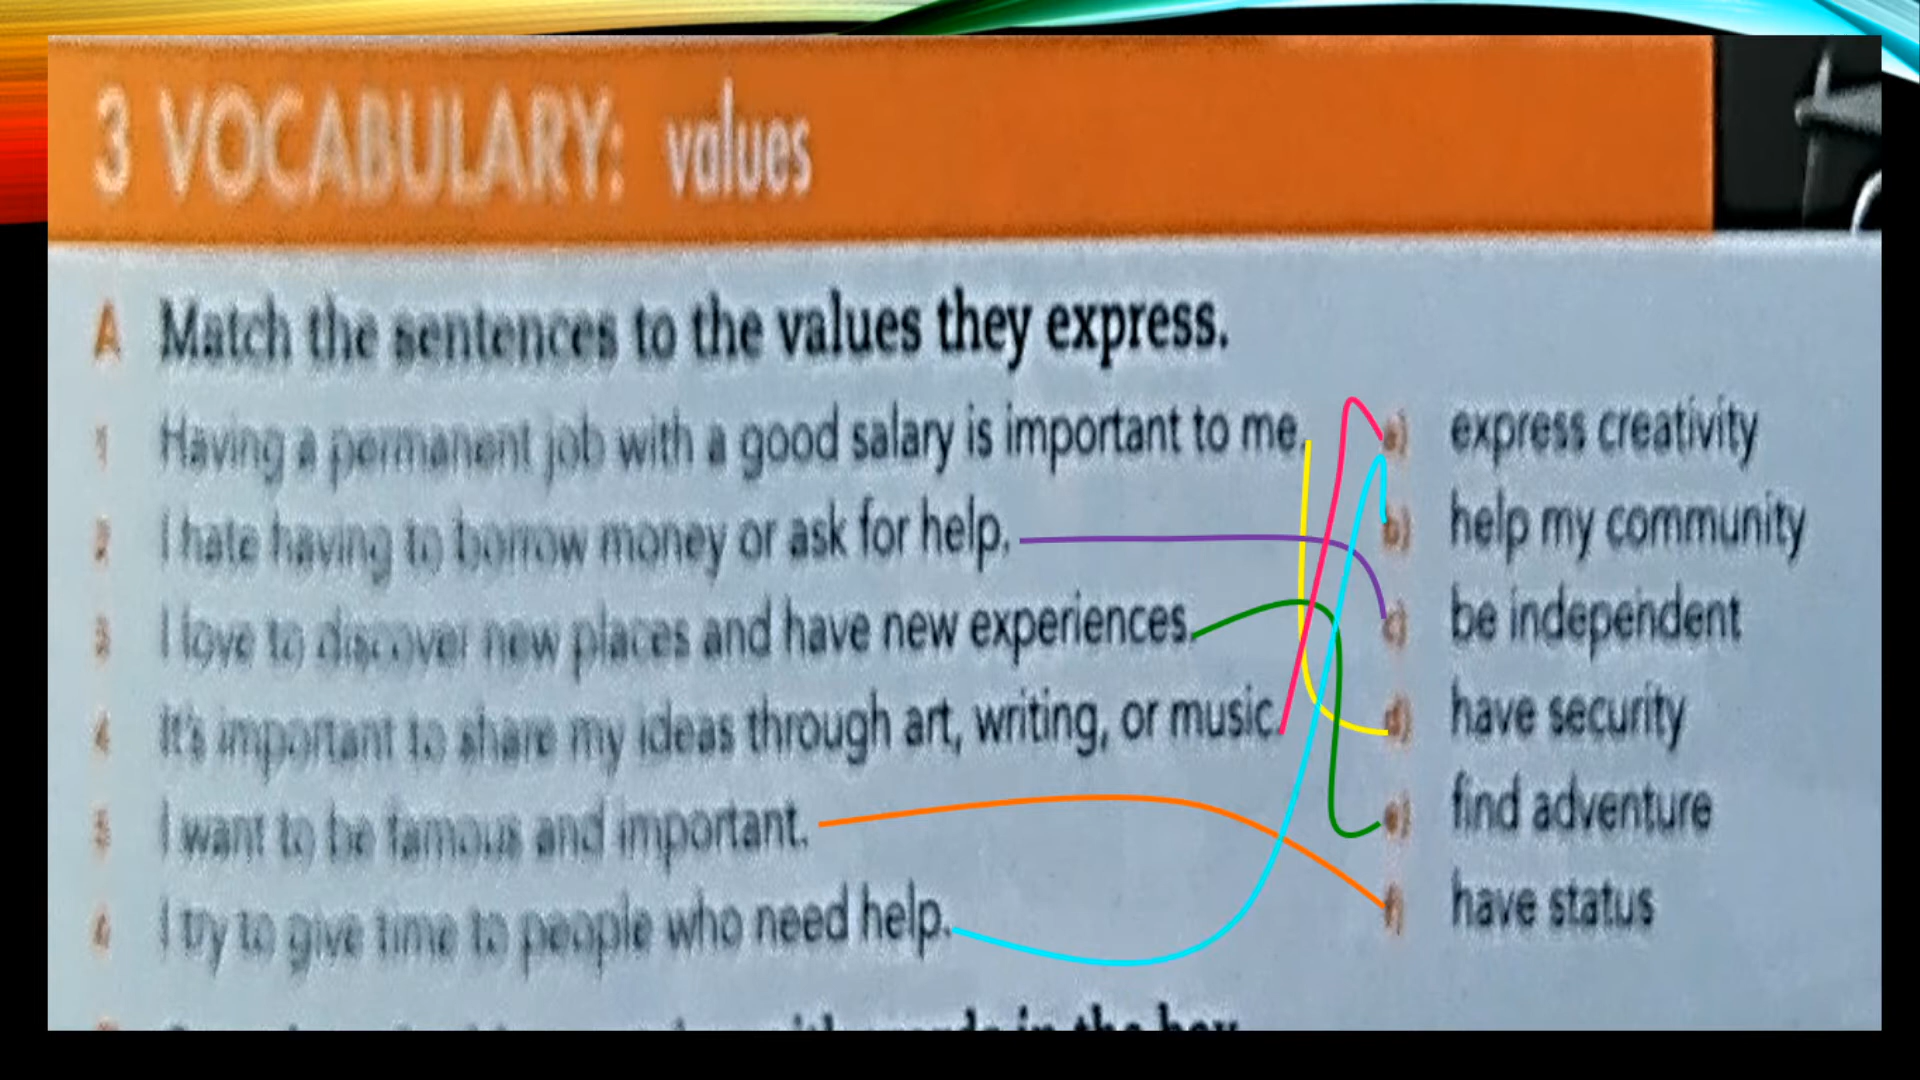 3 VOCABULARY: values
A Match the sentences to the values they express.
1 Having a permanent job with a good salary is important to me. a) express creativity
2 I hate having to borrow money or ask for help. b) help my community
3 I love to discover new places and have new experiences. c) be independent
4 It's important to share my ideas through art, writing, or music. d) have security
5 I want to be famous and important. e) find adventure
6 I try to give time to people who need help. f) have status
in the box